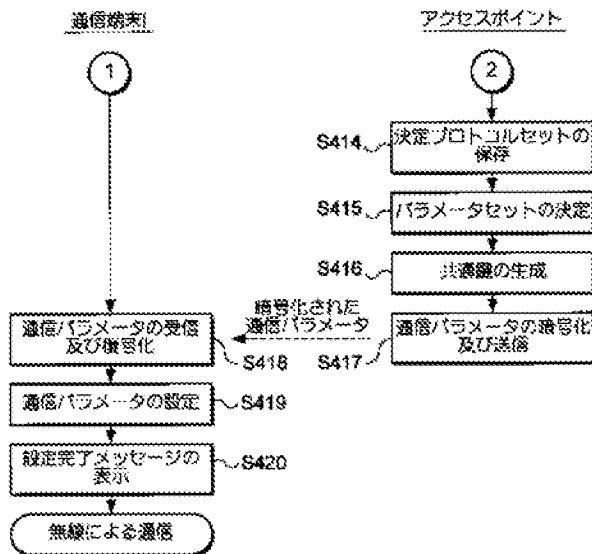 通信端末
アクセスポイント
1
2
S414
決定プロトコルセットの
保存
S415
パラメータセットの決定
S416
共通鍵の生成
暗号化された
通信パラメータ
S417
通信パラメータの暗号化
及び送信
通信パラメータの受信
及び復号化
S418
通信パラメータの設定
S419
設定完了メッセージの
表示
S420
無線による通信